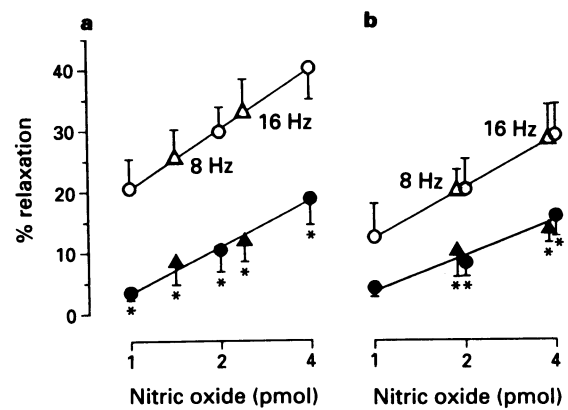 a
b
% relaxation
40
30
20
10
0
16 Hz
8 Hz
16 Hz
8 Hz
*
*
*
*
*
*
*
**
1
2
4
1
2
4
Nitric oxide (pmol)
Nitric oxide (pmol)